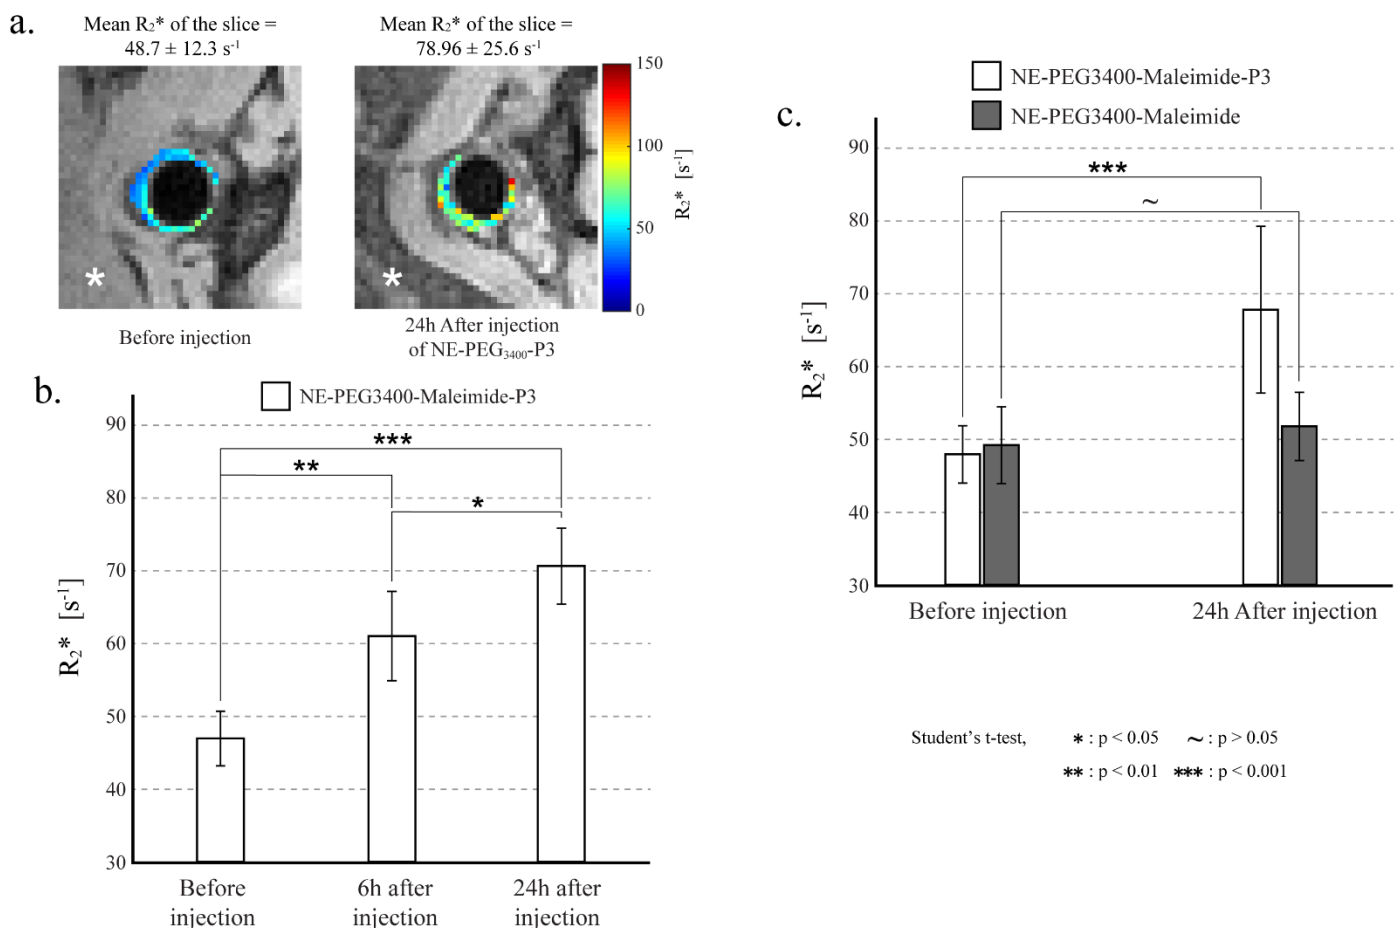 a.
Mean R₂* of the slice =
48.7 ± 12.3 s⁻¹
Mean R₂* of the slice =
78.96 ± 25.6 s⁻¹
150
100
50
0
R₂* [s⁻¹]
*
*
Before injection
24h After injection
of NE-PEG₃₄₀₀-P3
b.
NE-PEG3400-Maleimide-P3
90
80
70
60
50
40
30
R₂* [s⁻¹]
***
**
*
Before
injection
6h after
injection
24h after
injection
c.
NE-PEG3400-Maleimide-P3
NE-PEG3400-Maleimide
90
80
70
60
50
40
30
R₂* [s⁻¹]
***
~
Before injection
24h After injection
Student's t-test, * : p < 0.05 ~ : p > 0.05
** : p < 0.01 *** : p < 0.001